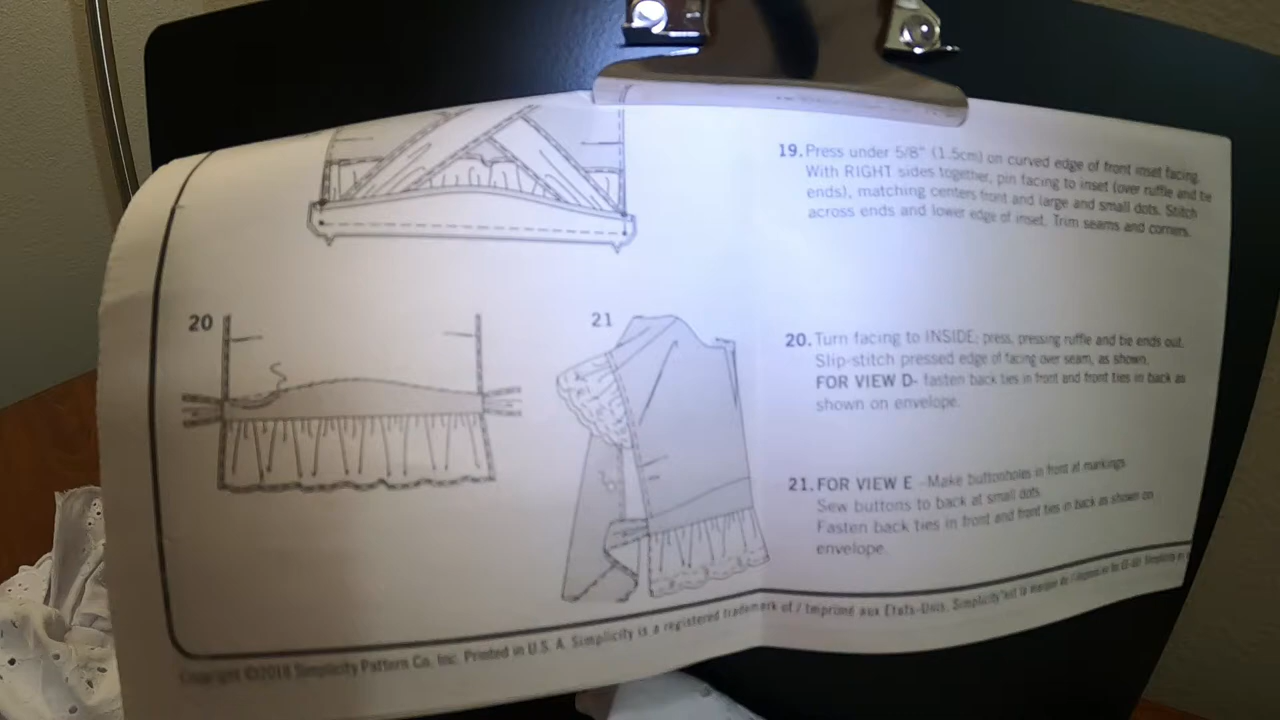 19. Press under 5/8" (1.5cm) on curved edge of front inset facing.
With RIGHT sides together, pin facing to inset (over ruffle and tie
ends), matching centers front and large and small dots. Stitch
across ends and lower edge of inset. Trim seams and corners.
20
21
20. Turn facing to INSIDE; press, pressing ruffle and tie ends out.
Slip-stitch pressed edge of facing over seam, as shown.
FOR VIEW D- fasten back ties in front and front ties in back as
shown on envelope.
21. FOR VIEW E -Make buttonholes in front at markings.
Sew buttons to back at small dots.
Fasten back ties in front and front ties in back as shown on
envelope.
Copyright ©2018 Simplicity Pattern Co. Inc. Printed in U.S. A. Simplicity is a registered trademark of / Imprimé aux États-Unis. Simplicity est la marque